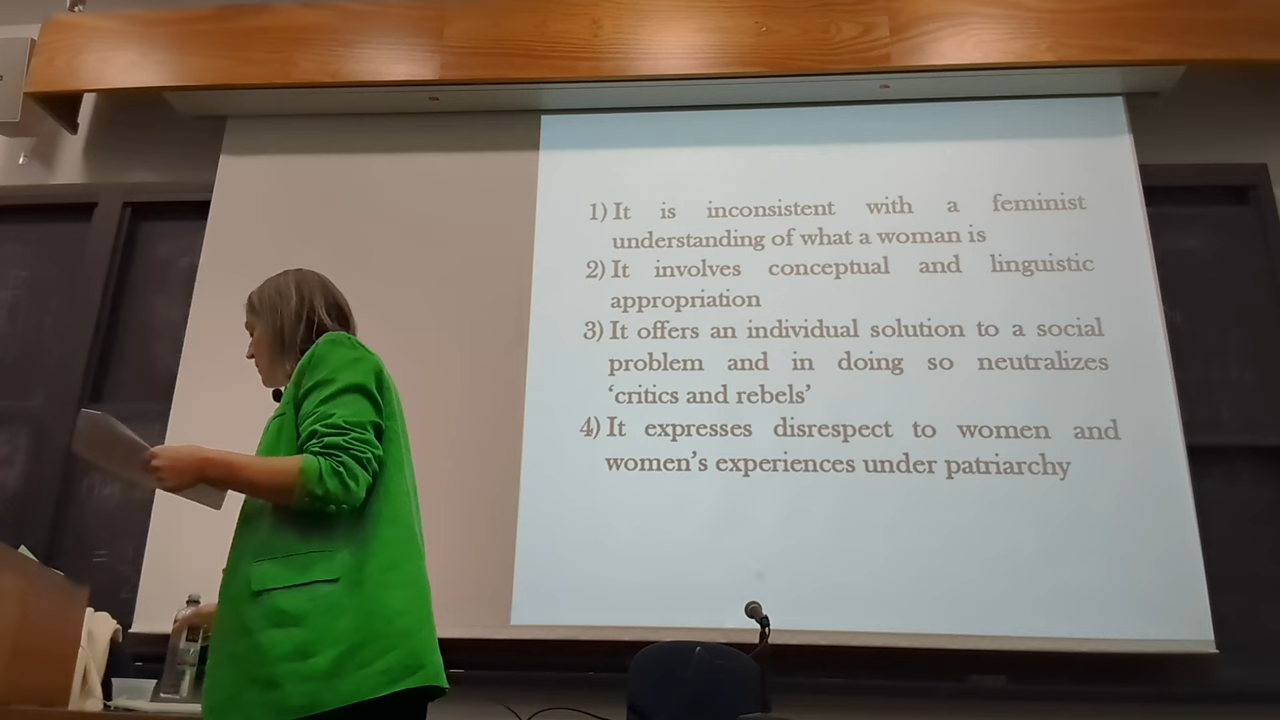 1) It is inconsistent with a feminist
understanding of what a woman is
2) It involves conceptual and linguistic
appropriation
3) It offers an individual solution to a social
problem and in doing so neutralizes
‘critics and rebels’
4) It expresses disrespect to women and
women’s experiences under patriarchy